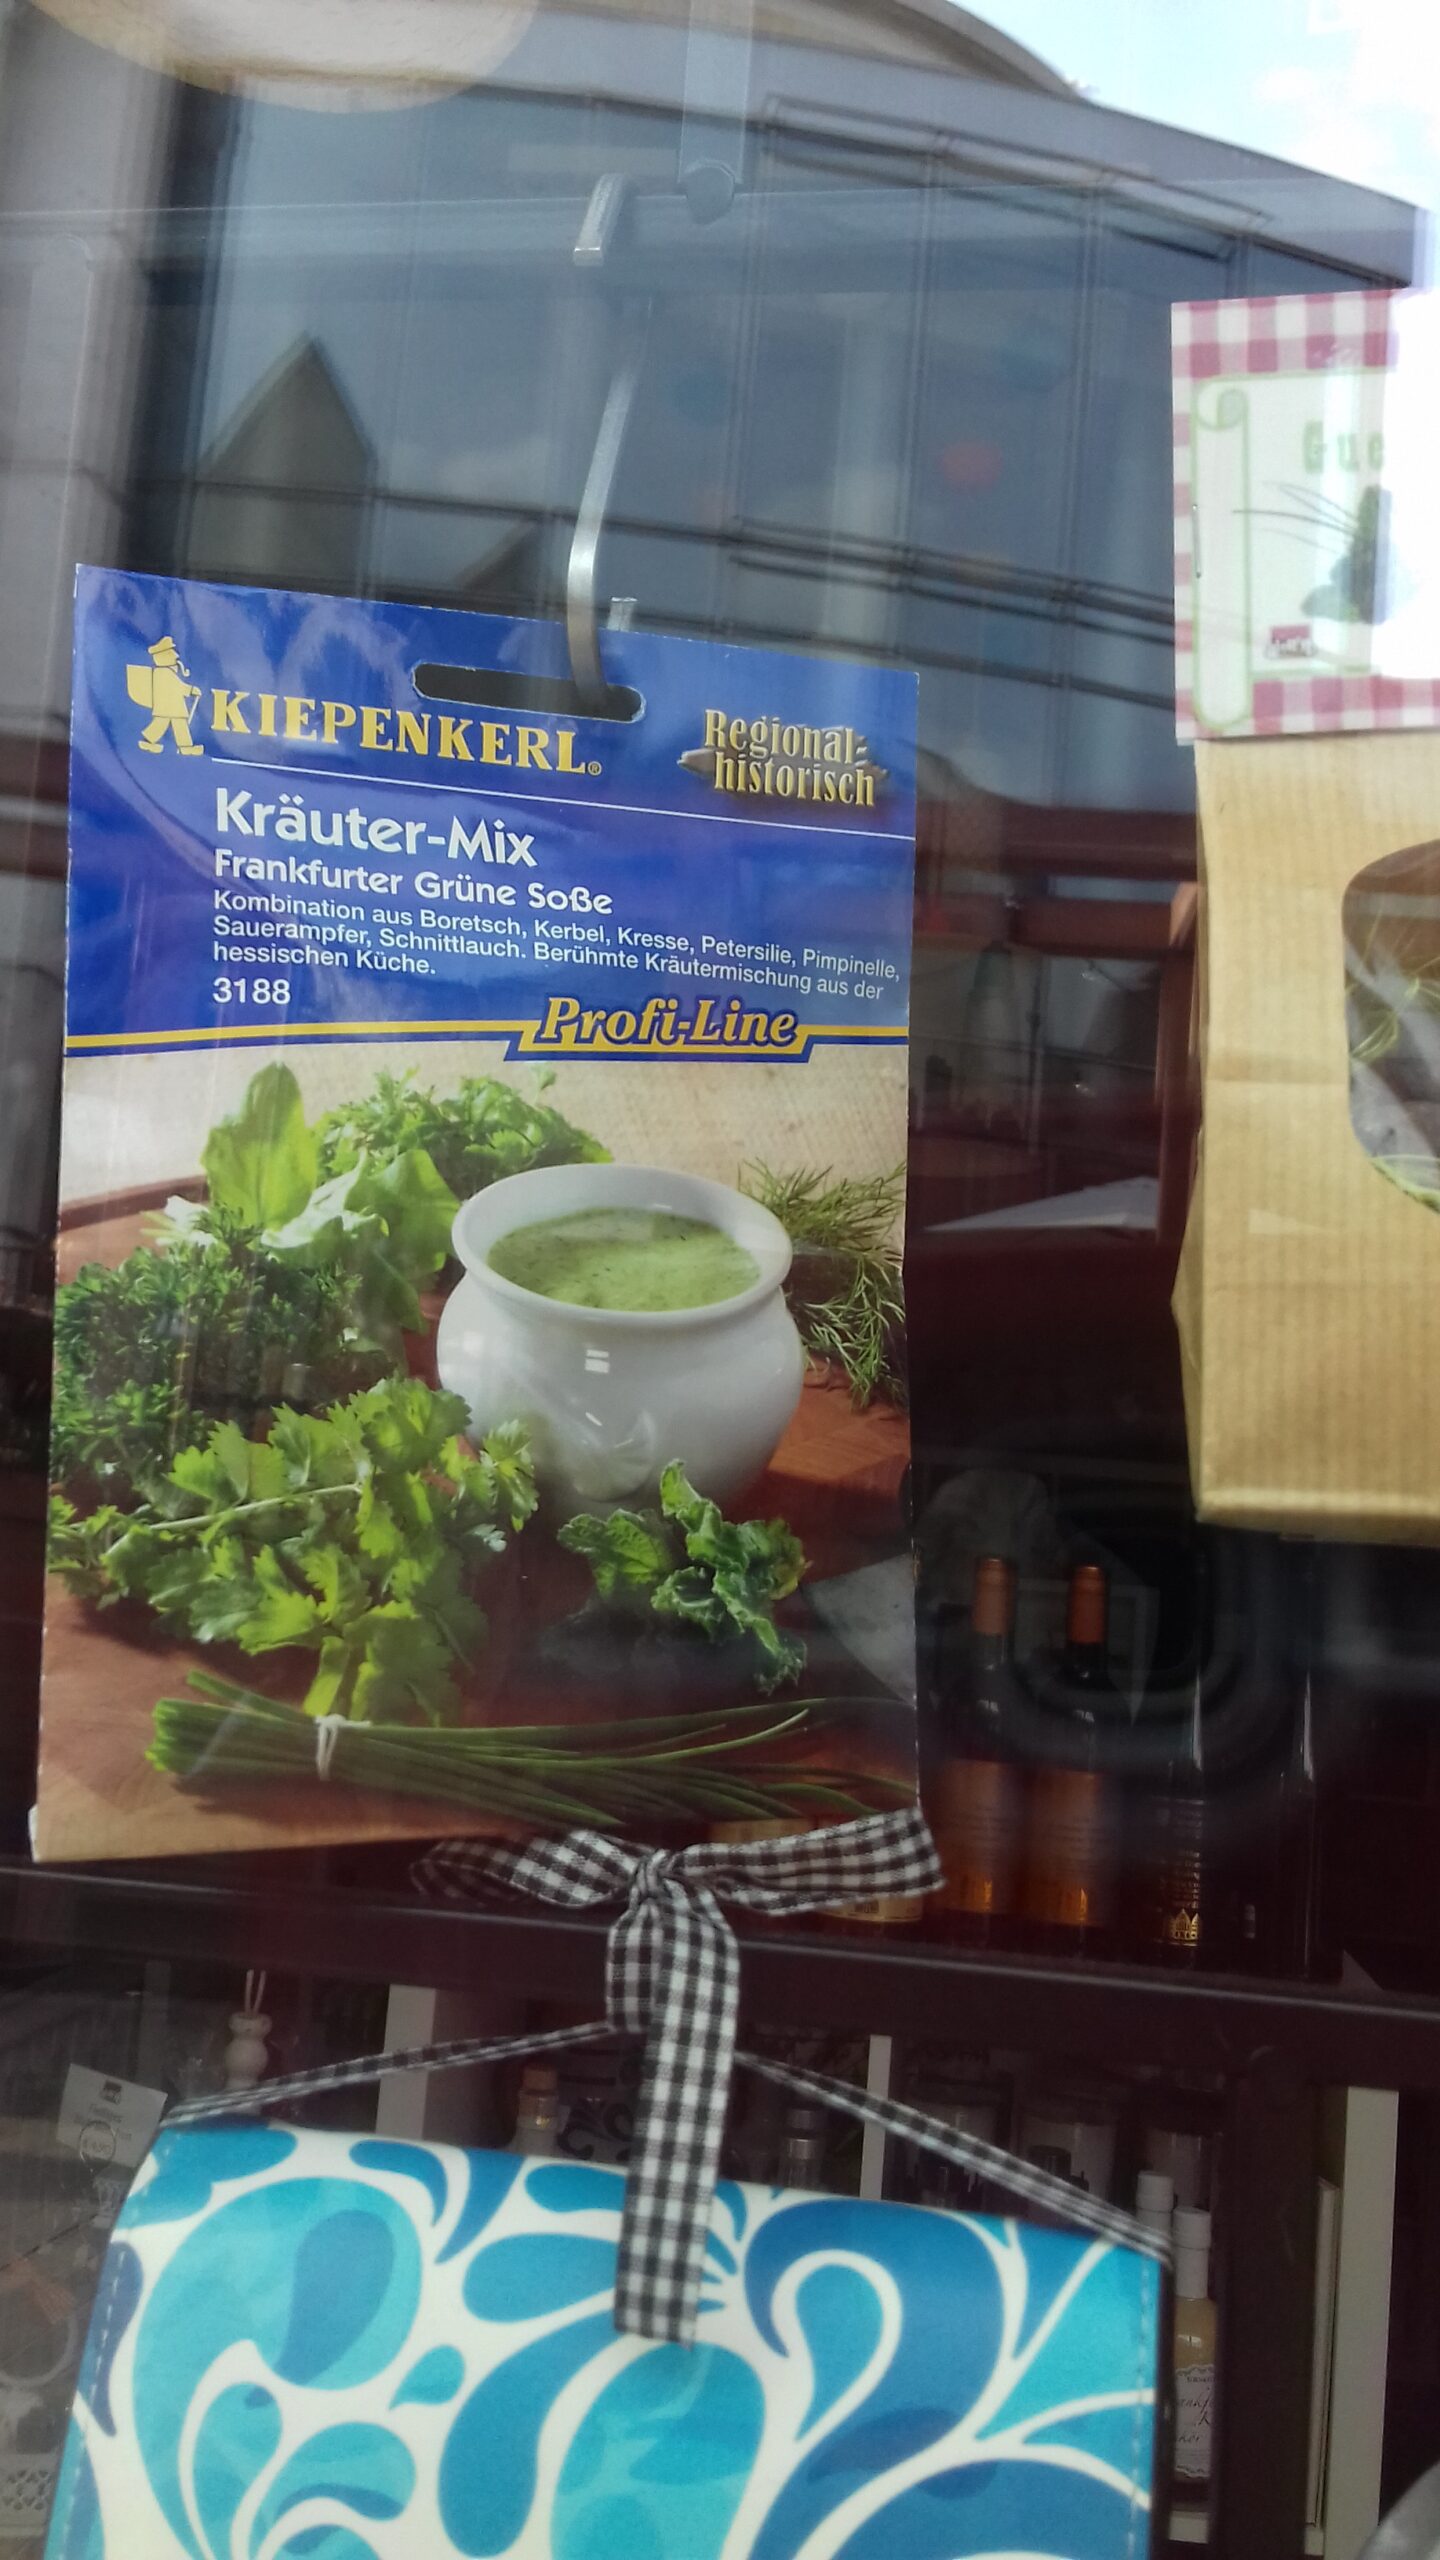 KIEPENKERL®
Regional-
historisch
Kräuter-Mix
Frankfurter Grüne Soße
Kombination aus Boretsch, Kerbel, Kresse, Petersilie, Pimpinelle,
Sauerampfer, Schnittlauch. Berühmte Kräutermischung aus der
hessischen Küche.
3188
Profi-Line